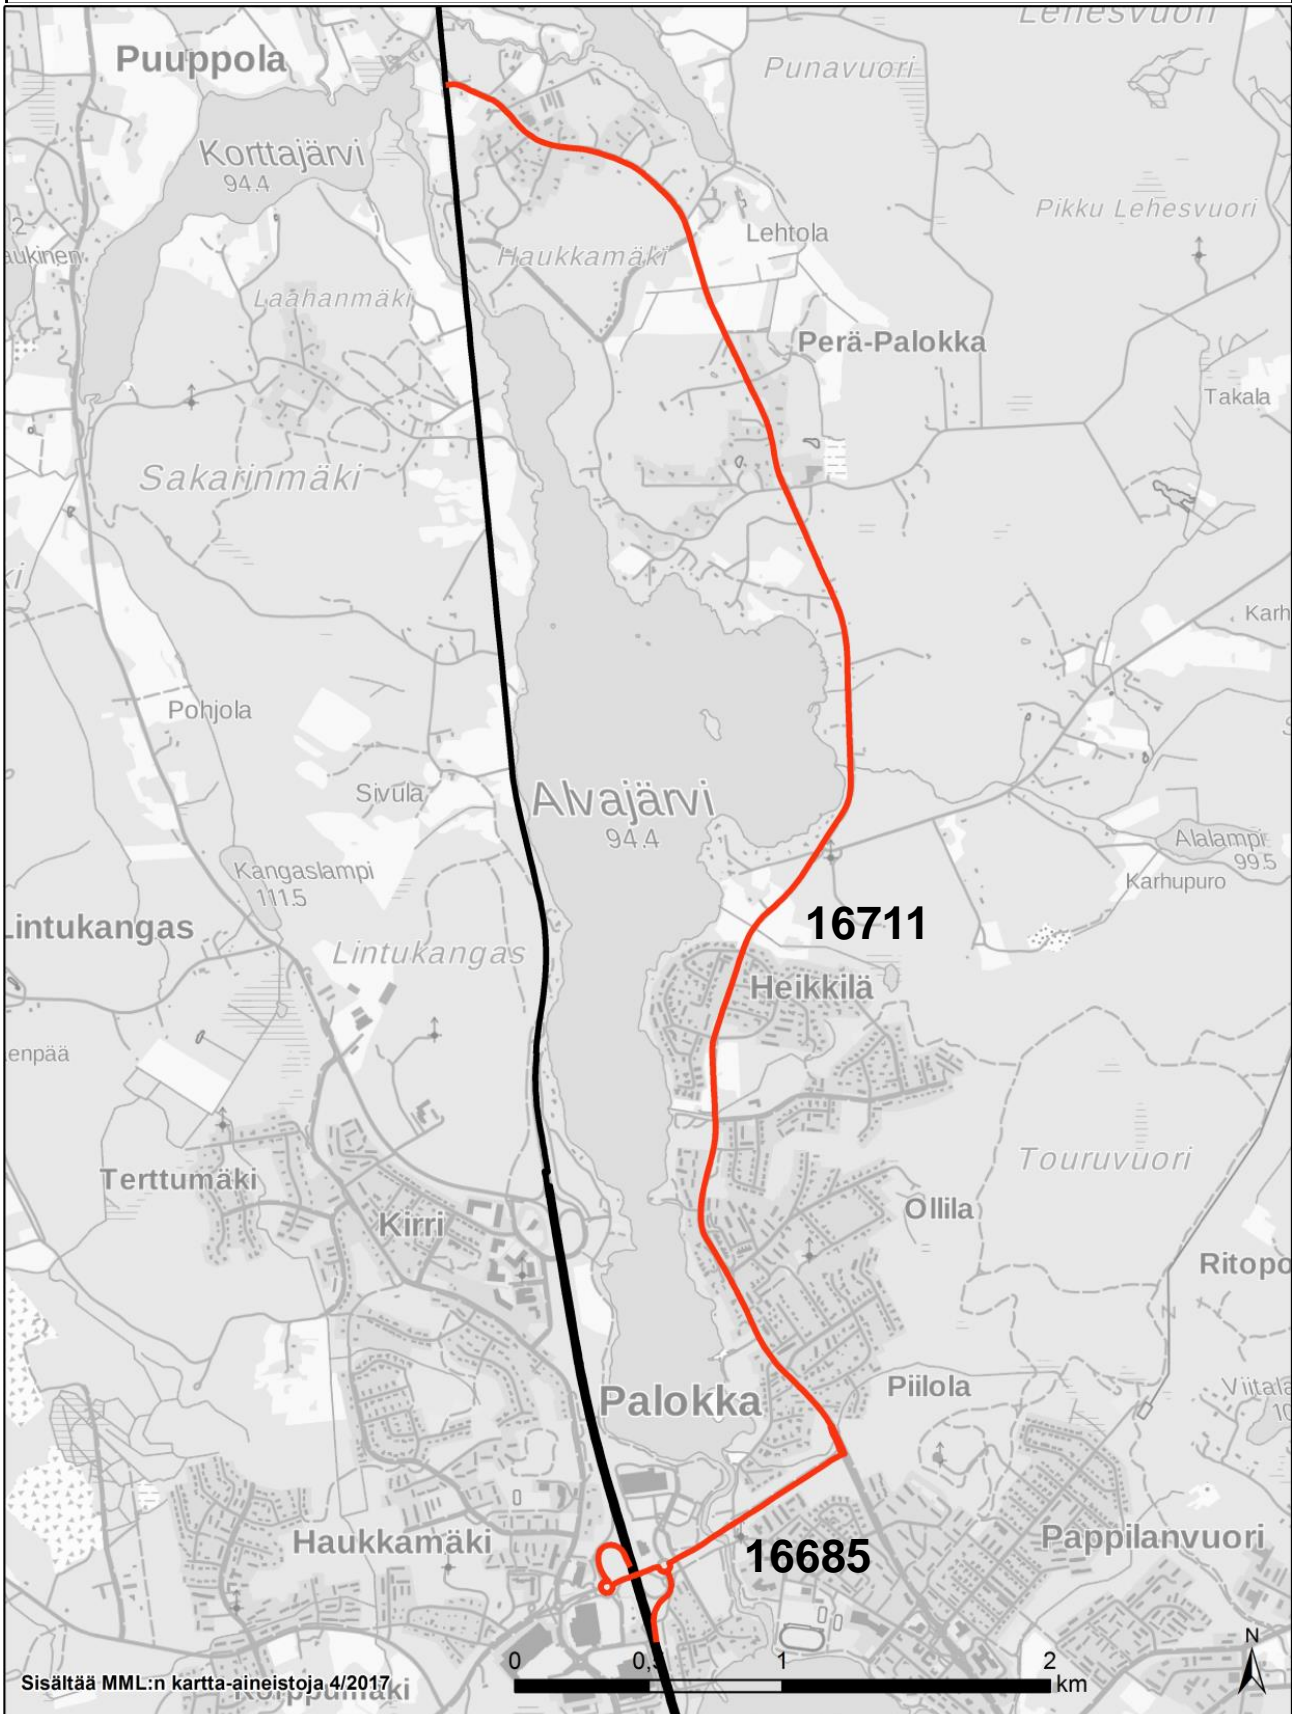 Lehesvuori
Puuppola
Punavuori
Korttajärvi
94.4
Pikku Lehesvuori
Lehtola
Haukkamäki
Laahanmäki
Perä-Palokka
Takala
Sakarinmäki
Karh
Pohjola
Sivula
Alvajärvi
94.4
Alalampi
99.5
Kangaslampi
111.5
Karhupuro
Lintukangas
16711
Lintukangas
Heikkilä
enpää
Touruvuori
Terttumäki
Ollila
Kirri
Ritopo
Piilola
Viitala
10
Palokka
Haukkamäki
Pappilanvuori
16685
N
0
0,5
1
2
km
Sisältää MML:n kartta-aineistoja 4/2017